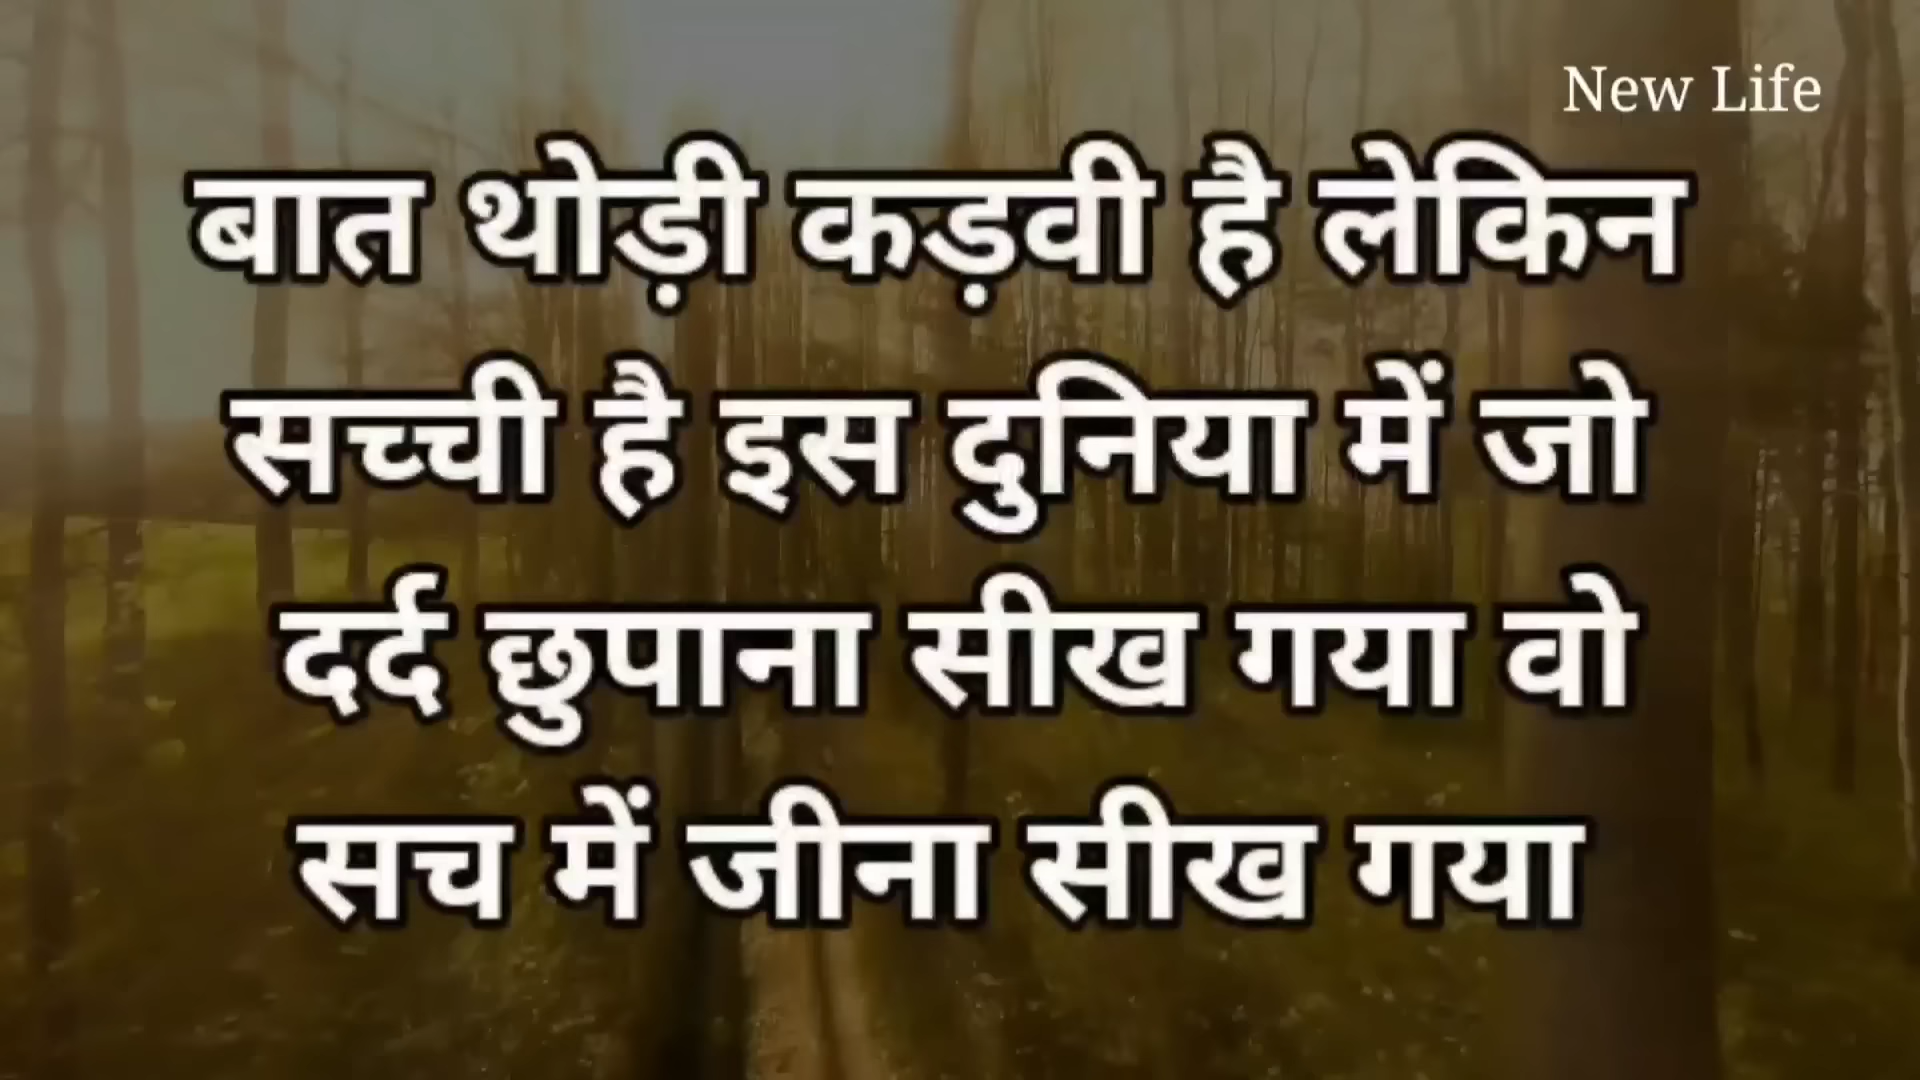 New Life
बात थोड़ी कड़वी है लेकिन
सच्ची है इस दुनिया में जो
दर्द छुपाना सीख गया वो
सच में जीना सीख गया